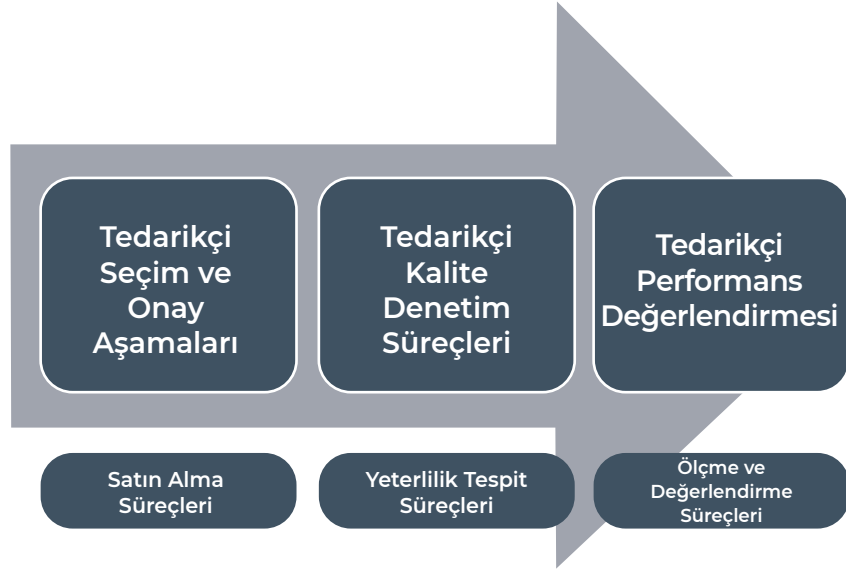 Tedarikçi
Seçim ve
Onay
Aşamaları
Tedarikçi
Kalite
Denetim
Süreçleri
Tedarikçi
Performans
Değerlendirmesi
Satın Alma
Süreçleri
Yeterlilik Tespit
Süreçleri
Ölçme ve
Değerlendirme
Süreçleri